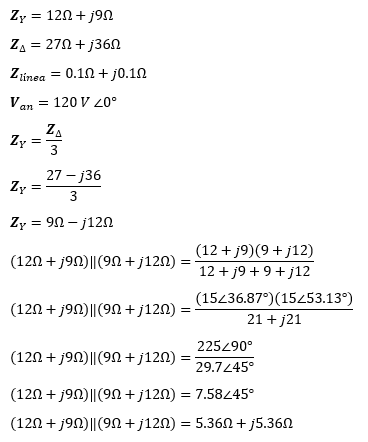 Z_Y = 12Ω + j9Ω
Z_Δ = 27Ω + j36Ω
Z_línea = 0.1Ω + j0.1Ω
V_an = 120 V ∠0°
Z_Y = Z_Δ / 3
Z_Y = (27 − j36) / 3
Z_Y = 9Ω − j12Ω
(12Ω + j9Ω)||(9Ω + j12Ω) = (12 + j9)(9 + j12) / (12 + j9 + 9 + j12)
(12Ω + j9Ω)||(9Ω + j12Ω) = (15∠36.87°)(15∠53.13°) / (21 + j21)
(12Ω + j9Ω)||(9Ω + j12Ω) = 225∠90° / 29.7∠45°
(12Ω + j9Ω)||(9Ω + j12Ω) = 7.58∠45°
(12Ω + j9Ω)||(9Ω + j12Ω) = 5.36Ω + j5.36Ω